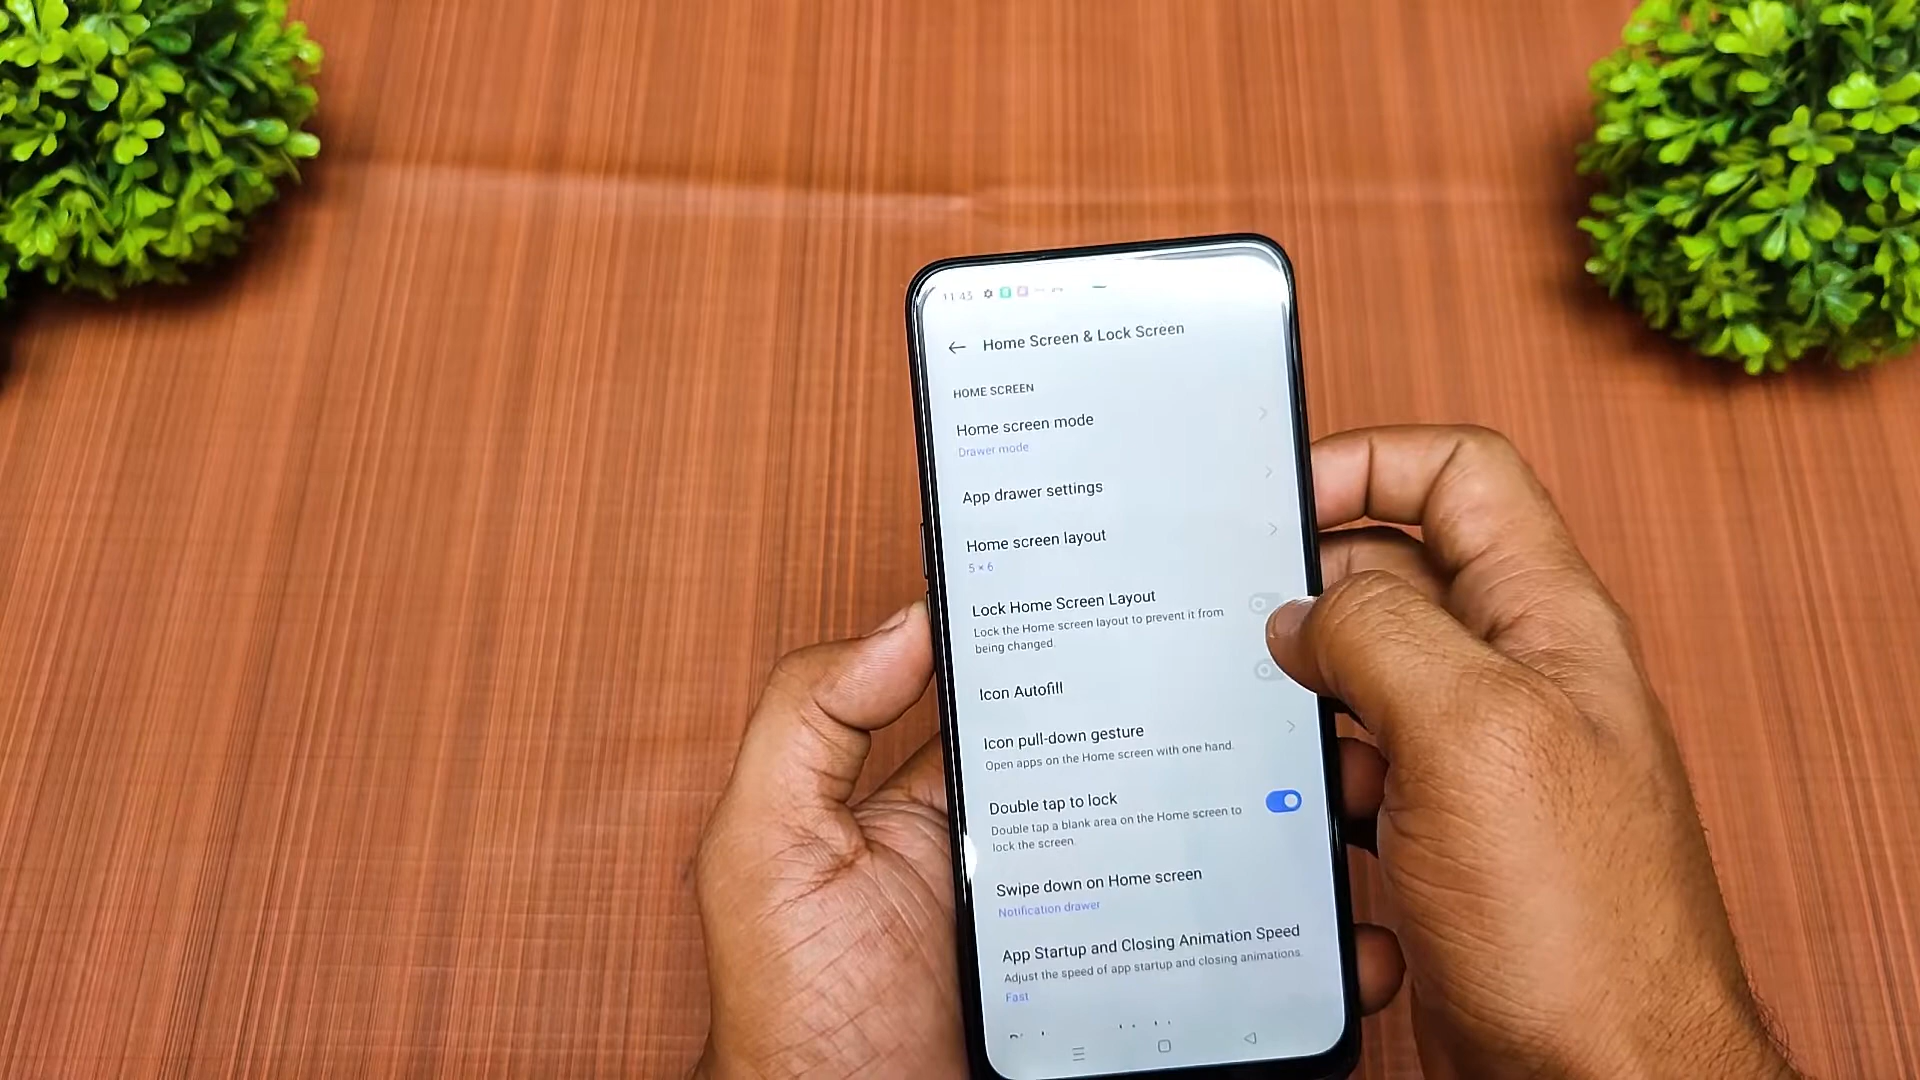 11:43
Home Screen & Lock Screen
HOME SCREEN
Home screen mode
Drawer mode
App drawer settings
Home screen layout
5 × 6
Lock Home Screen Layout
Lock the Home screen layout to prevent it from
being changed.
Icon Autofill
Icon pull-down gesture
Open apps on the Home screen with one hand.
Double tap to lock
Double tap a blank area on the Home screen to
lock the screen.
Swipe down on Home screen
Notification drawer
App Startup and Closing Animation Speed
Adjust the speed of app startup and closing animations.
Fast